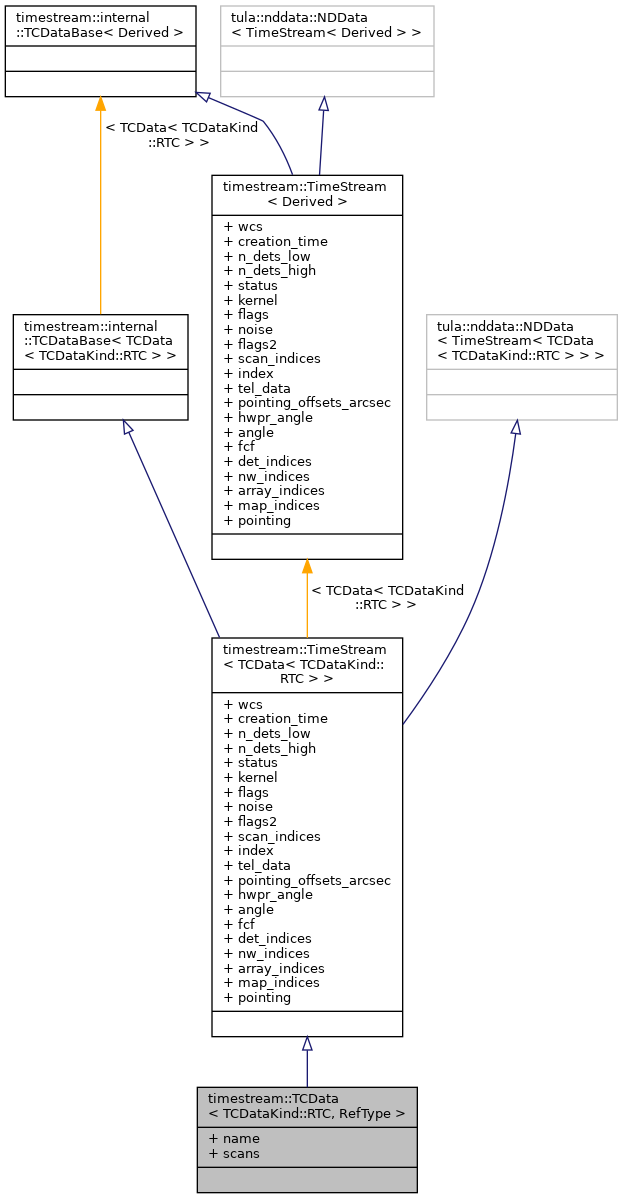 timestream::internal
::TCDataBase< Derived >
tula::nddata::NDData
< TimeStream< Derived > >
< TCData< TCDataKind
::RTC > >
timestream::TimeStream
< Derived >
+ wcs
+ creation_time
+ n_dets_low
+ n_dets_high
+ status
+ kernel
+ flags
+ noise
+ flags2
+ scan_indices
+ index
+ tel_data
+ pointing_offsets_arcsec
+ hwpr_angle
+ angle
+ fcf
+ det_indices
+ nw_indices
+ array_indices
+ map_indices
+ pointing
timestream::internal
::TCDataBase< TCData
< TCDataKind::RTC > >
tula::nddata::NDData
< TimeStream< TCData
< TCDataKind::RTC > > >
< TCData< TCDataKind
::RTC > >
timestream::TimeStream
< TCData< TCDataKind::
RTC > >
+ wcs
+ creation_time
+ n_dets_low
+ n_dets_high
+ status
+ kernel
+ flags
+ noise
+ flags2
+ scan_indices
+ index
+ tel_data
+ pointing_offsets_arcsec
+ hwpr_angle
+ angle
+ fcf
+ det_indices
+ nw_indices
+ array_indices
+ map_indices
+ pointing
timestream::TCData
< TCDataKind::RTC, RefType >
+ name
+ scans